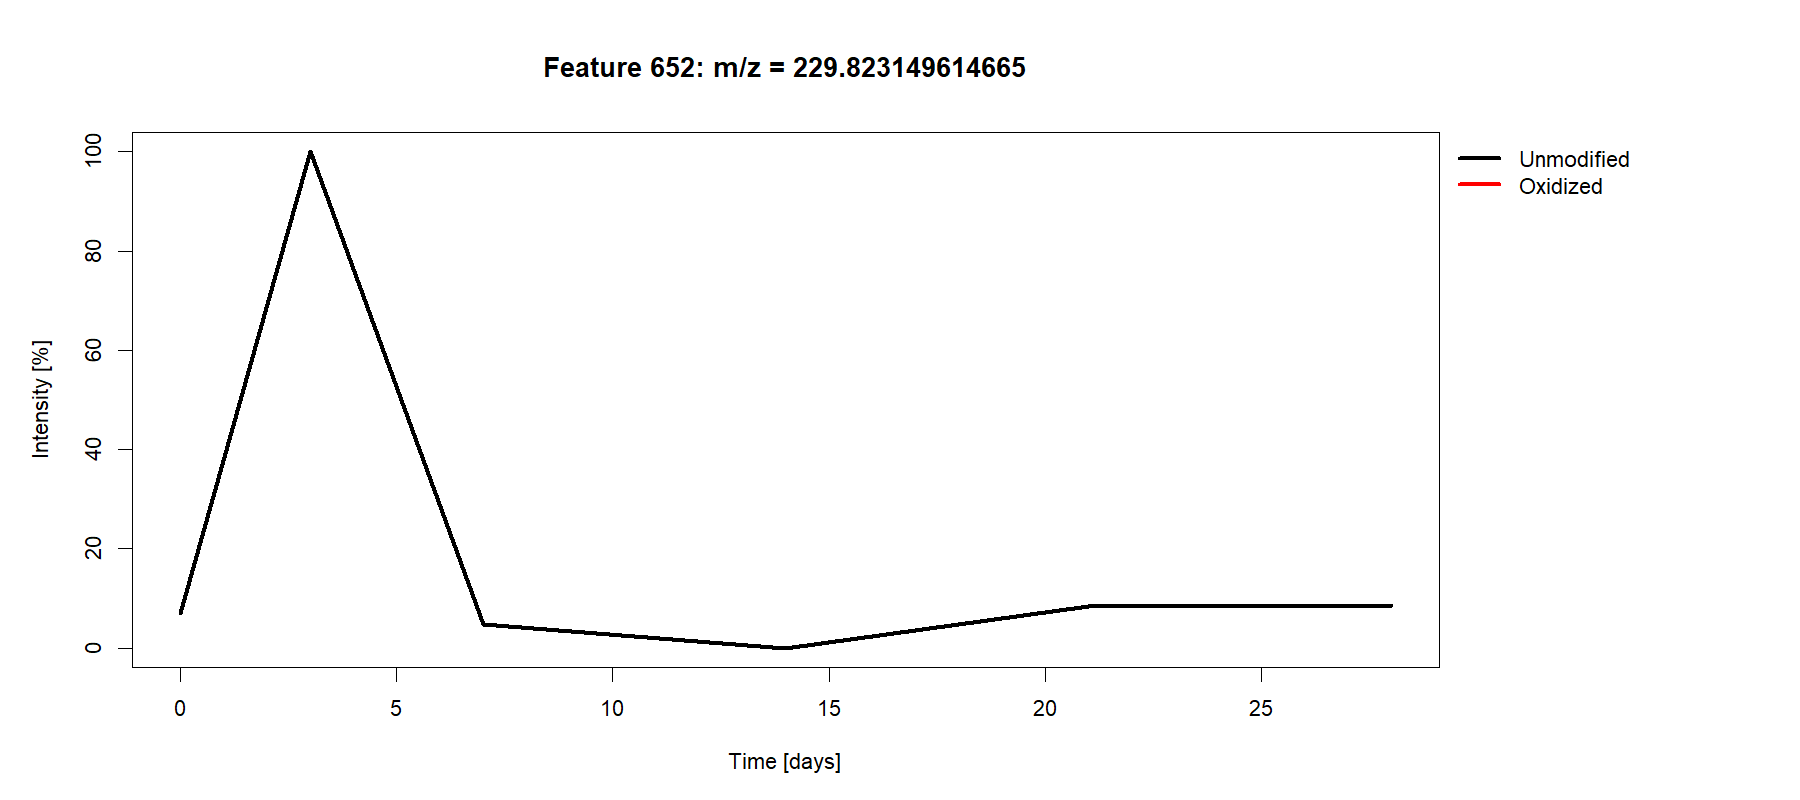 Feature 652: m/z = 229.823149614665
Unmodified
Oxidized
Intensity [%]
100
80
60
40
20
0
0 5 10 15 20 25
Time [days]